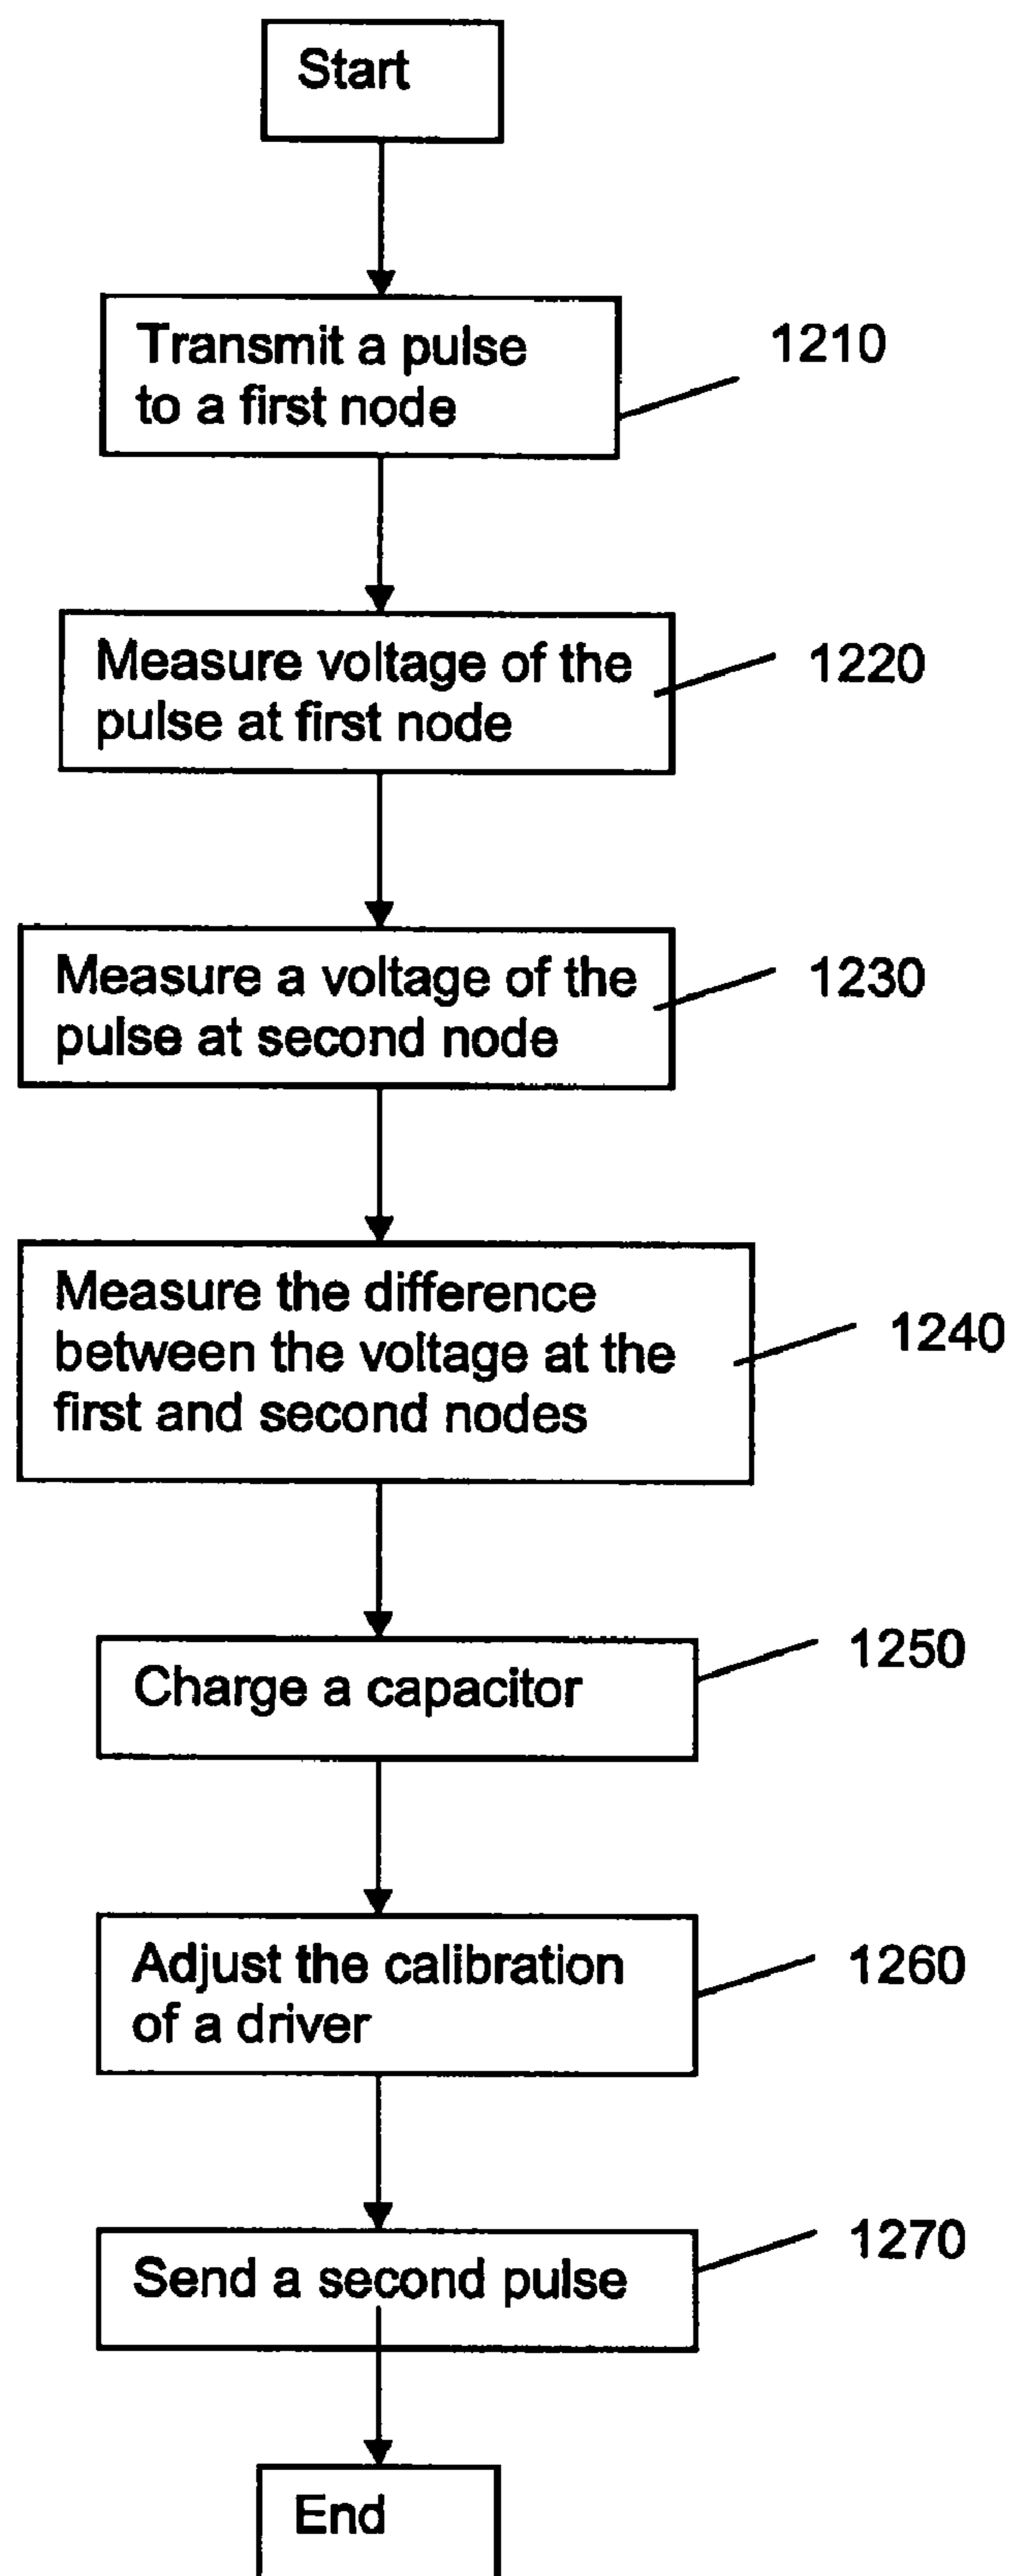 Start
Transmit a pulse
to a first node
1210
Measure voltage of the
pulse at first node
1220
Measure a voltage of the
pulse at second node
1230
Measure the difference
between the voltage at the
first and second nodes
1240
Charge a capacitor
1250
Adjust the calibration
of a driver
1260
Send a second pulse
1270
End